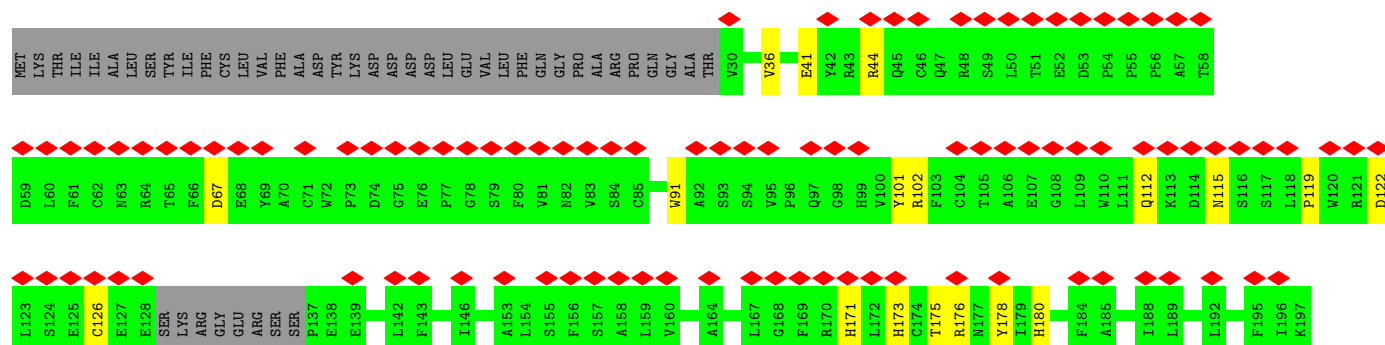 MET LYS THR ILE ILE ALA LEU SER TYR ILE PHE CYS LEU VAL PHE ALA ASP TYR LYS ASP ASP ASP ASP LEU GLU VAL LEU PHE GLN GLY PRO ALA ARG PRO GLN GLY ALA THR V30 V36 E41 Y42 R43 R44 Q45 C46 Q47 R48 S49 L50 T51 E52 D53 P54 P55 P56 A57 T58
D59 L60 F61 C62 N63 R64 T65 F66 D67 E68 Y69 A70 C71 W72 P73 D74 G75 E76 P77 G78 S79 F80 V81 N82 V83 S84 C85 W91 A92 S93 S94 V95 P96 Q97 G98 H99 V100 Y101 R102 F103 C104 T105 A106 E107 G108 L109 W110 L111 Q112 K113 D114 N115 S116 S117 L118 P119 W120 R121 D122
L123 S124 E125 C126 E127 E128 SER LYS ARG GLY GLU ARG SER SER P137 E138 E139 L142 F143 I146 A153 L154 S155 F156 S157 A158 L159 V160 A164 L167 G168 F169 R170 H171 L172 H173 C174 T175 R176 N177 Y178 I179 H180 F184 A185 I188 L189 L192 F195 I196 K197